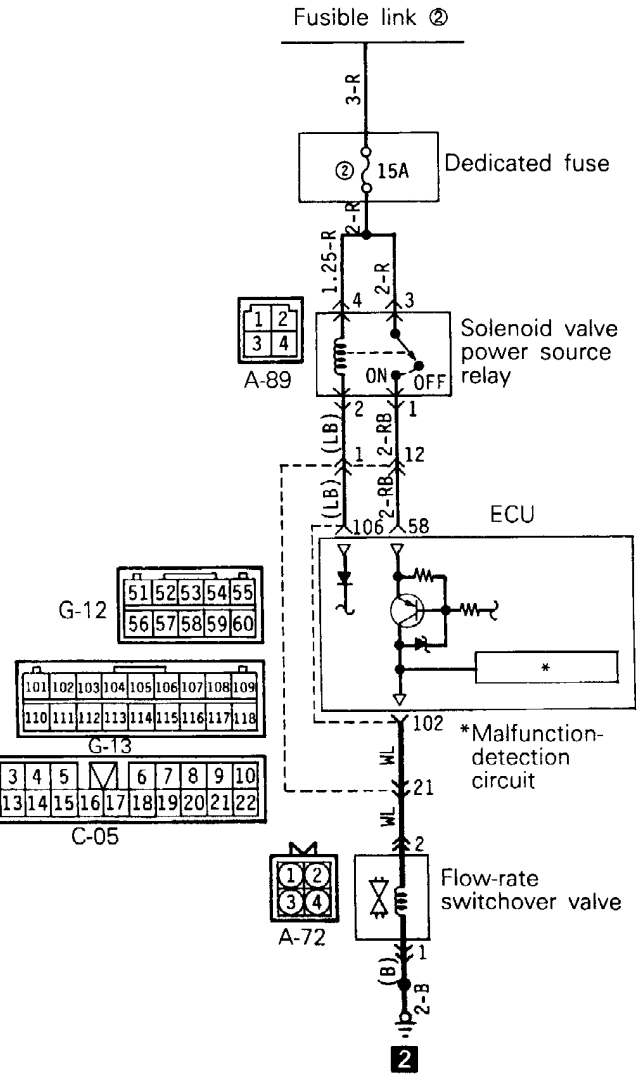 Fusible link ②
3-R
② 15A
Dedicated fuse
2-R
1.25-R
2-R
4
3
1 2
3 4
A-89
Solenoid valve
power source
relay
ON
OFF
2
1
(LB)
2-RB
1
12
(LB)
2-RB
106
58
ECU
51 52 53 54 55
56 57 58 59 60
G-12
101 102 103 104 105 106 107 108 109
110 111 112 113 114 115 116 117 118
G-13
*
102
*Malfunction-
detection
circuit
3 4 5 6 7 8 9 10
13 14 15 16 17 18 19 20 21 22
C-05
WL
21
WL
2
1 2
3 4
A-72
Flow-rate
switchover valve
1
(B)
2-B
2